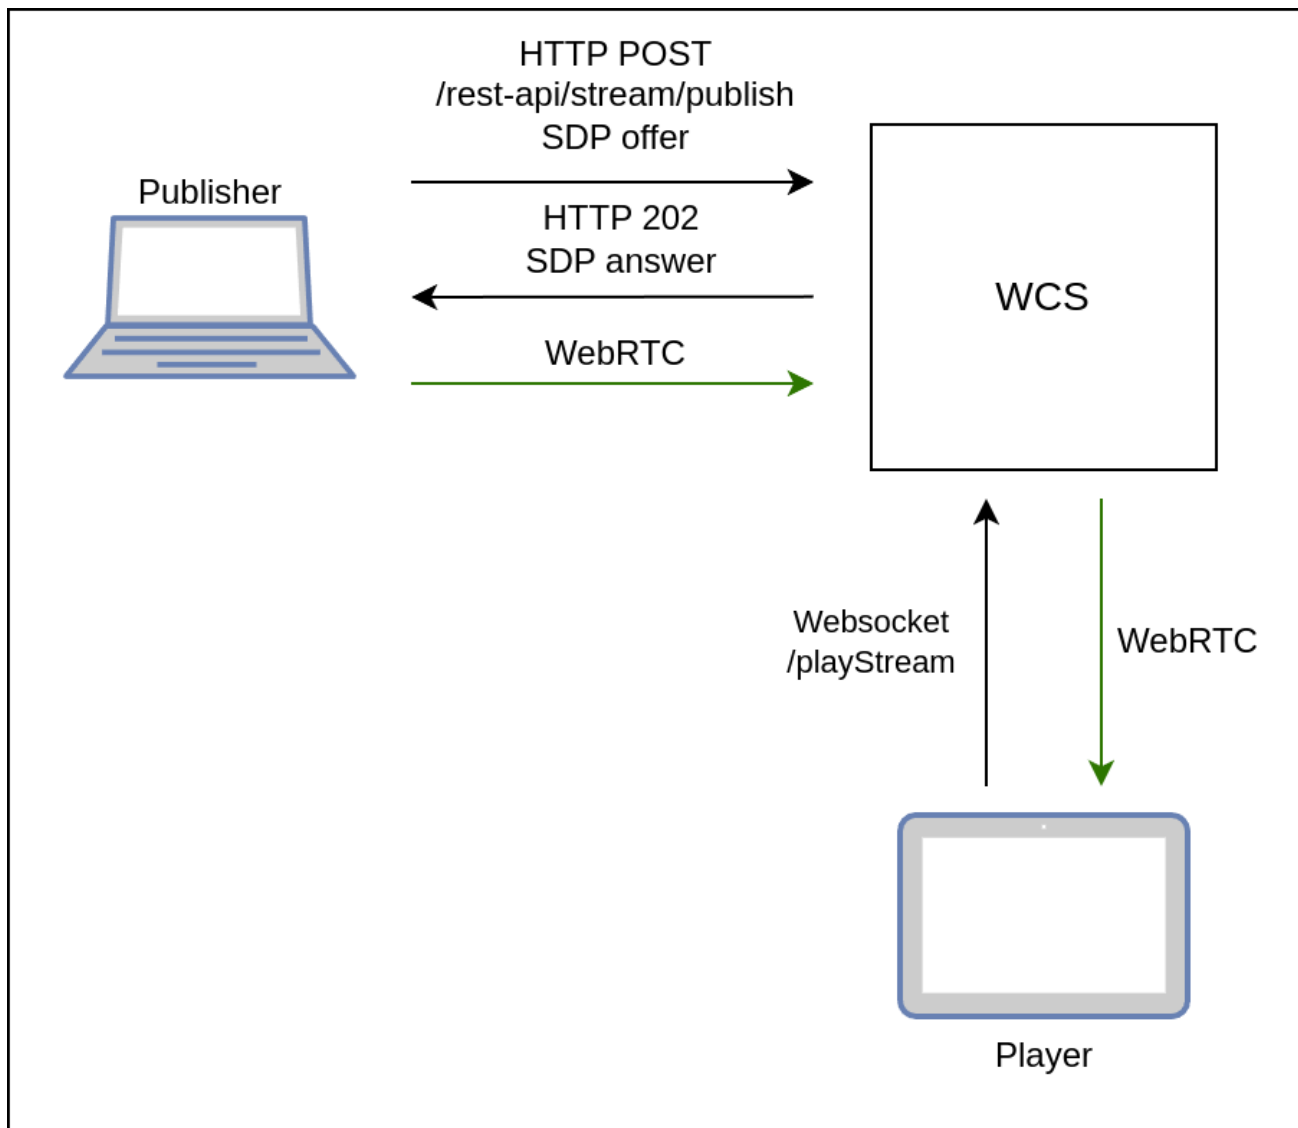 HTTP POST
/rest-api/stream/publish
SDP offer
Publisher
HTTP 202
SDP answer
WCS
WebRTC
Websocket
/playStream
WebRTC
Player